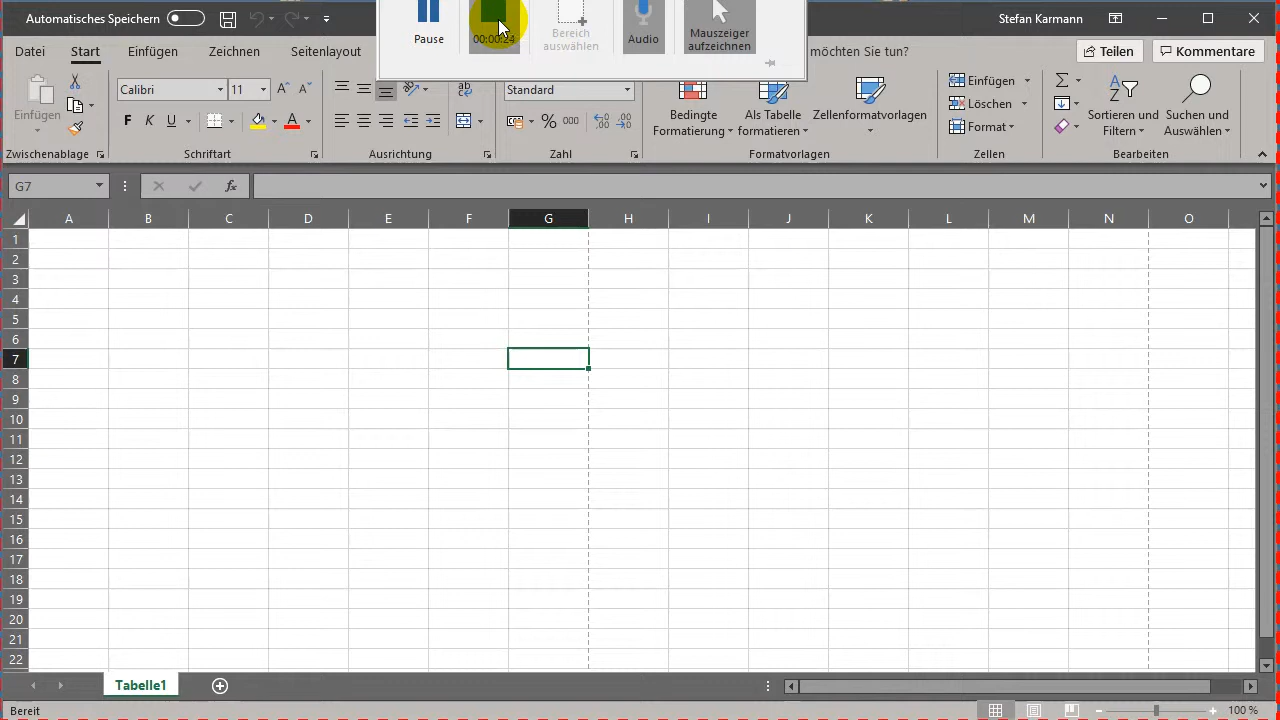 Automatisches Speichern
Stefan Karmann
Pause
00:00:24
Bereich
auswählen
Audio
Mauszeiger
aufzeichnen
Datei Start Einfügen Zeichnen Seitenlayout
möchten Sie tun?
Teilen
Kommentare
Einfügen
Calibri 11
F K U
Standard
% 000
Bedingte
Formatierung
Als Tabelle
formatieren
Zellenformatvorlagen
Einfügen
Löschen
Format
Sortieren und
Filtern
Suchen und
Auswählen
Zwischenablage Schriftart Ausrichtung Zahl Formatvorlagen Zellen Bearbeiten
G7
fx
A B C D E F G H I J K L M N O
1
2
3
4
5
6
7
8
9
10
11
12
13
14
15
16
17
18
19
20
21
22
Tabelle1
Bereit
100 %